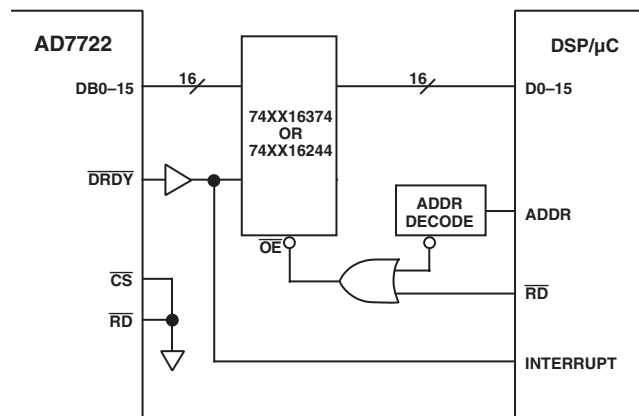 AD7722
DSP/µC
DB0–15
16
74XX16374
OR
74XX16244
16
D0–15
DRDY
ADDR
DECODE
ADDR
OE
CS
RD
RD
INTERRUPT